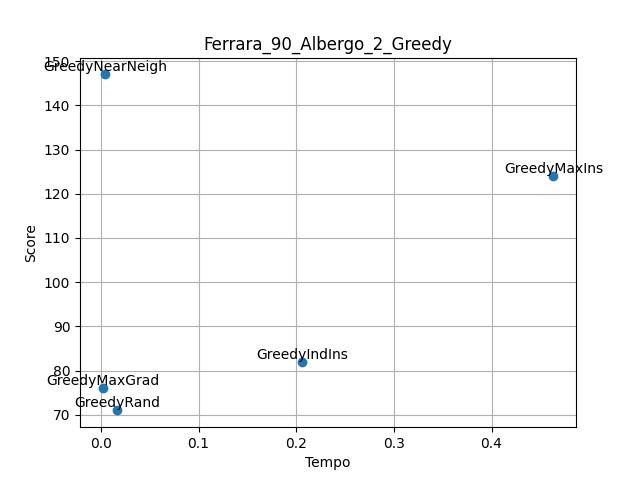 Ferrara_90_Albergo_2_Greedy
150
GreedyNearNeigh
140
130
GreedyMaxIns
120
110
Score
100
90
GreedyIndIns
80
GreedyMaxGrad
GreedyRand
70
0.0 0.1 0.2 0.3 0.4
Tempo